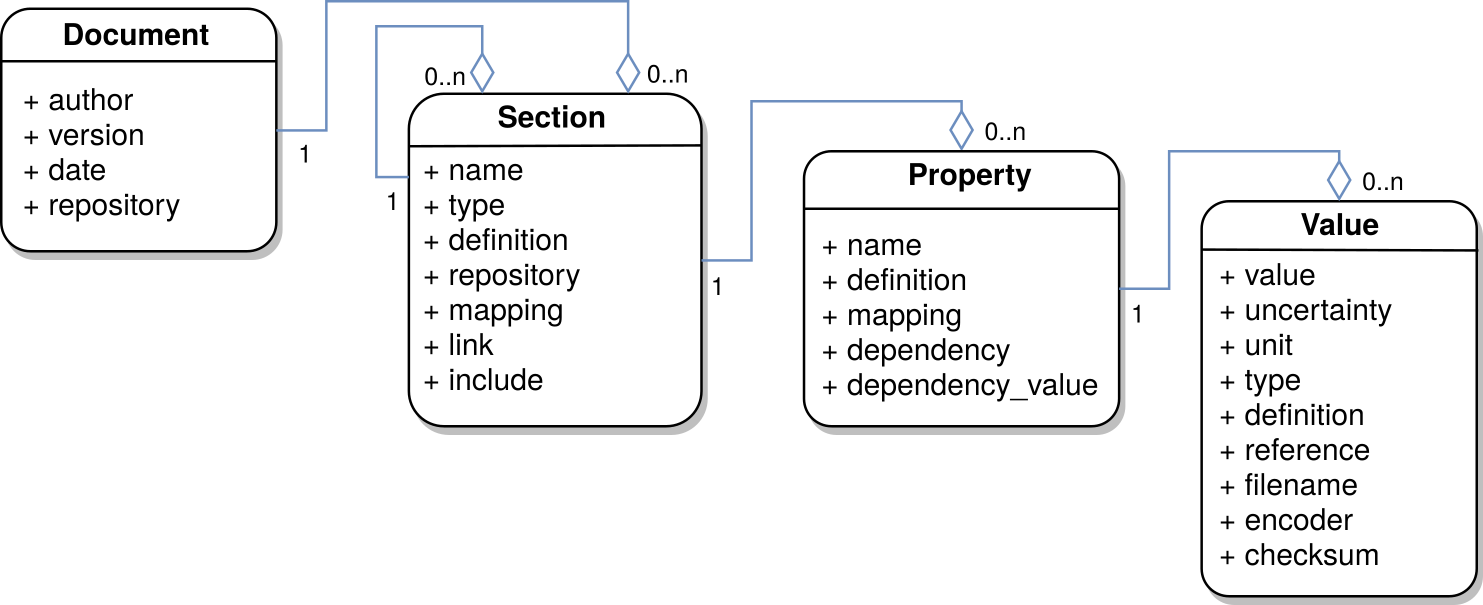 Document
+ author
+ version
+ date
+ repository
1
0..n
0..n
Section
+ name
+ type
+ definition
+ repository
+ mapping
+ link
+ include
1
1
0..n
Property
+ name
+ definition
+ mapping
+ dependency
+ dependency_value
1
0..n
Value
+ value
+ uncertainty
+ unit
+ type
+ definition
+ reference
+ filename
+ encoder
+ checksum